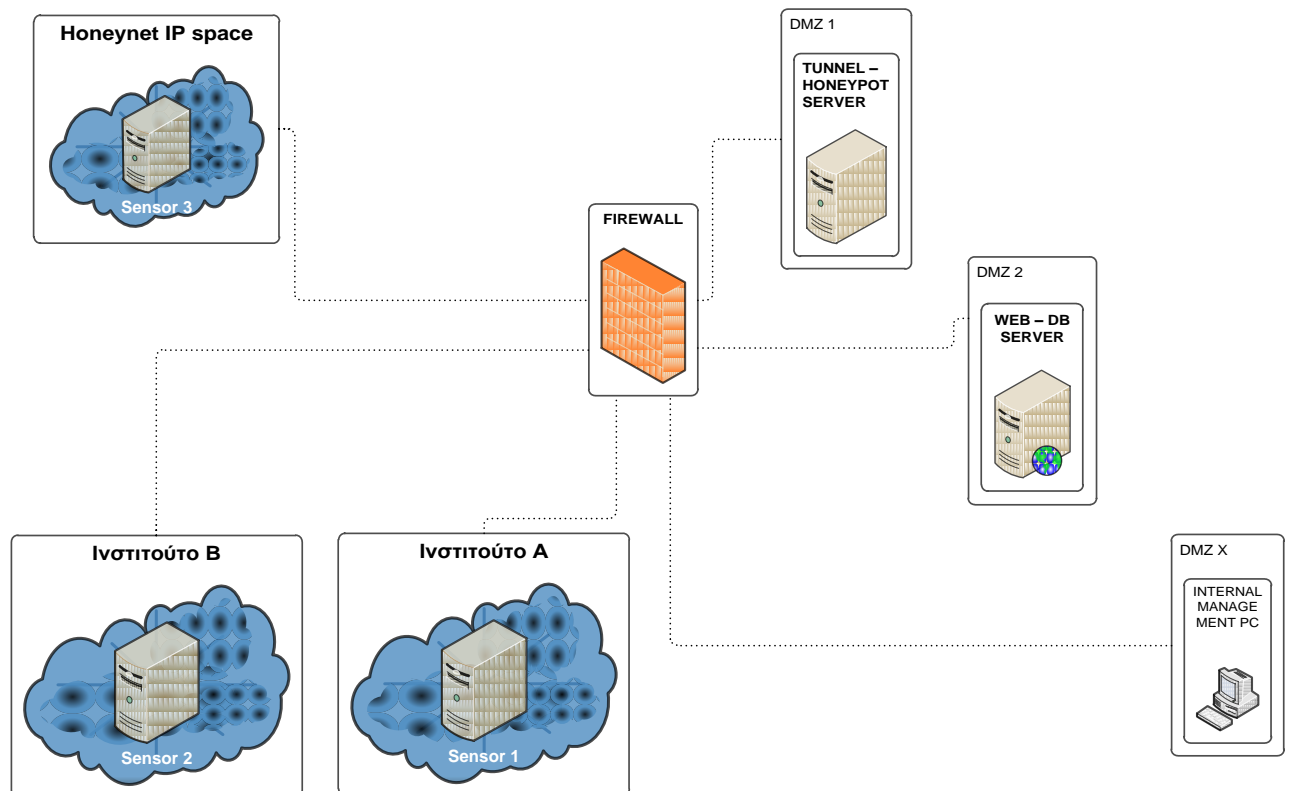 Honeynet IP space
Sensor 3
DMZ 1
TUNNEL –
HONEYPOT
SERVER
FIREWALL
DMZ 2
WEB – DB
SERVER
Ινστιτούτο Β
Sensor 2
Ινστιτούτο Α
Sensor 1
DMZ X
INTERNAL
MANAGE
MENT PC